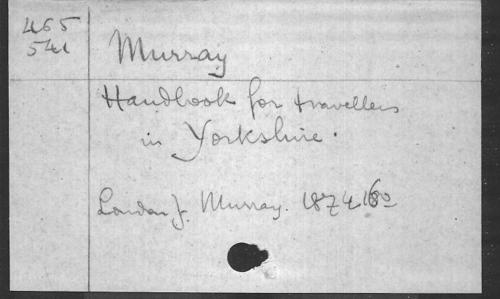 465
541
Murray
Handbook for travellers
in Yorkshire.
London J. Murray. 1874 16º